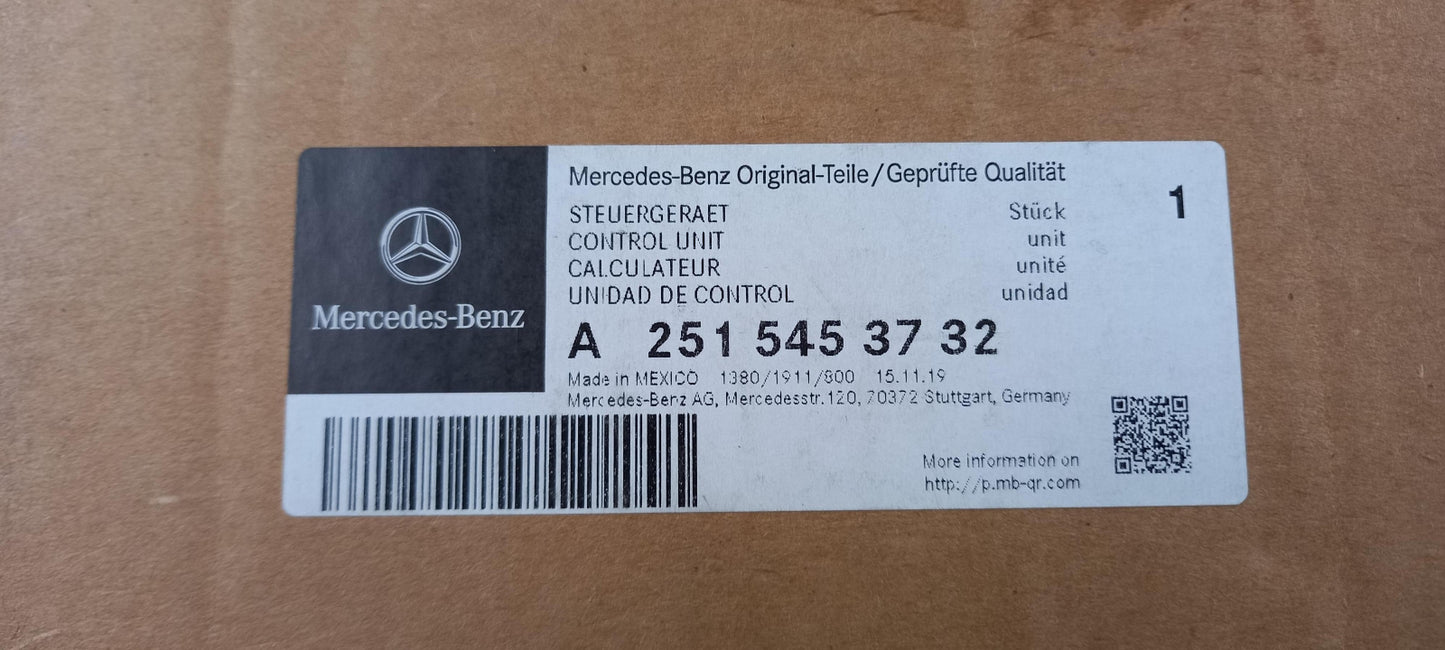 Mercedes-Benz
Mercedes-Benz Original-Teile/Geprüfte Qualität
STEUERGERAET Stück 1
CONTROL UNIT unit
CALCULATEUR unité
UNIDAD DE CONTROL unidad
A 251 545 37 32
Made in MEXICO 1380/1911/800 15.11.19
Mercedes-Benz AG, Mercedesstr.120, 70372 Stuttgart, Germany
More information on
http://p.mb-qr.com